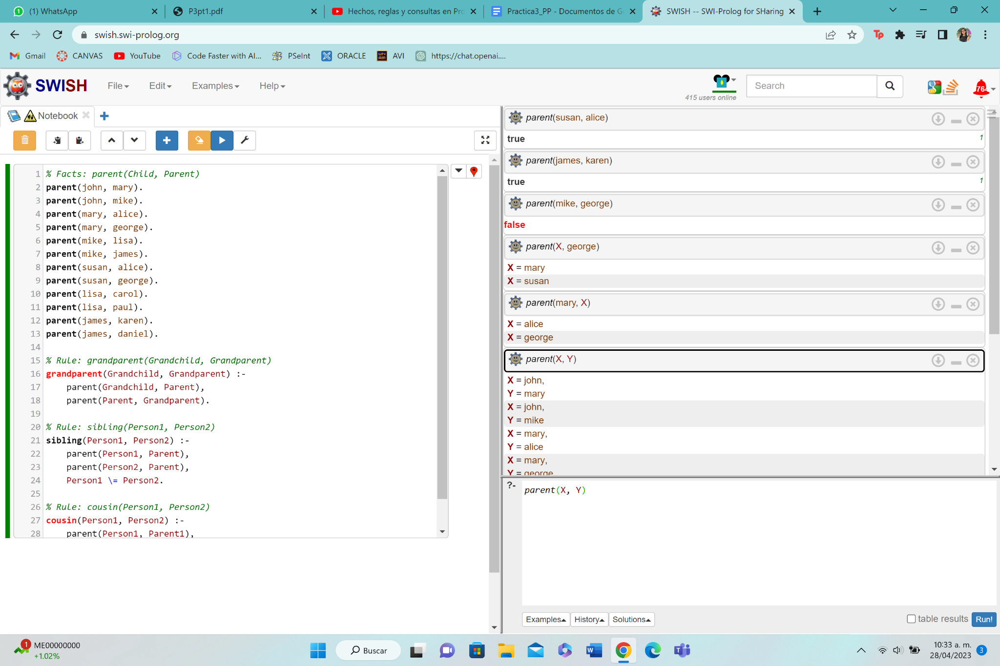 (1) WhatsApp
P3pt1.pdf
Hechos, reglas y consultas en Pro
Practica3_PP - Documentos de G
SWISH -- SWI-Prolog for SHaring
swish.swi-prolog.org
Gmail
CANVAS
YouTube
Code Faster with AI...
PSeInt
ORACLE
AVI
https://chat.openai....
SWISH
File
Edit
Examples
Help
415 users online
Search
764
Notebook
1 % Facts: parent(Child, Parent)
2 parent(john, mary).
3 parent(john, mike).
4 parent(mary, alice).
5 parent(mary, george).
6 parent(mike, lisa).
7 parent(mike, james).
8 parent(susan, alice).
9 parent(susan, george).
10 parent(lisa, carol).
11 parent(lisa, paul).
12 parent(james, karen).
13 parent(james, daniel).
14
15 % Rule: grandparent(Grandchild, Grandparent)
16 grandparent(Grandchild, Grandparent) :-
17 parent(Grandchild, Parent),
18 parent(Parent, Grandparent).
19
20 % Rule: sibling(Person1, Person2)
21 sibling(Person1, Person2) :-
22 parent(Person1, Parent),
23 parent(Person2, Parent),
24 Person1 \= Person2.
25
26 % Rule: cousin(Person1, Person2)
27 cousin(Person1, Person2) :-
28 parent(Person1, Parent1),
parent(susan, alice)
true
1
parent(james, karen)
true
1
parent(mike, george)
false
parent(X, george)
X = mary
X = susan
parent(mary, X)
X = alice
X = george
parent(X, Y)
X = john,
Y = mary
X = john,
Y = mike
X = mary,
Y = alice
X = mary,
Y = george
?- parent(X, Y)
Examples
History
Solutions
table results
Run!
1
ME00000000
+1.02%
Buscar
10:33 a. m.
28/04/2023
3